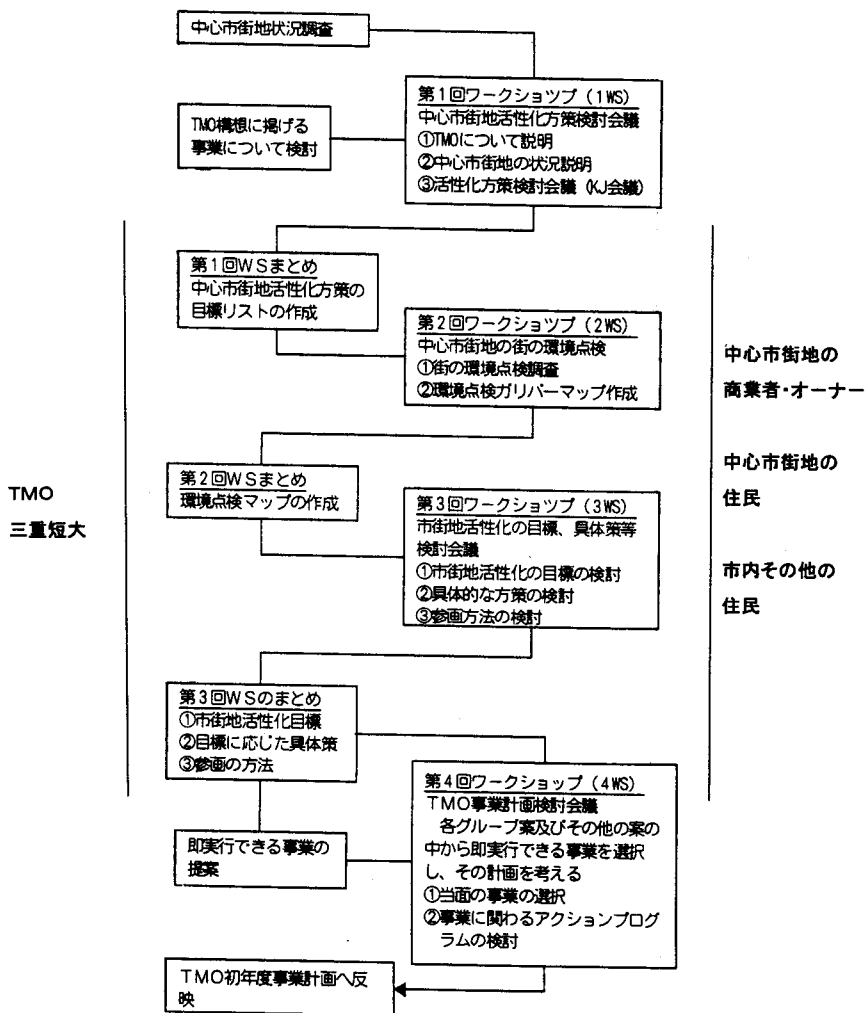 中心市街地状況調査
第1回ワークショツプ（1WS）
中心市街地活性化方策検討会議
①TMOについて説明
②中心市街地の状況説明
③活性化方策検討会議（KJ会議）
TMO構想に掲げる
事業について検討
第1回WSまとめ
中心市街地活性化方策の
目標リストの作成
第2回ワークショツプ（2WS）
中心市街地の街の環境点検
①街の環境点検調査
②環境点検ガリバーマップ作成
中心市街地の
商業者・オーナー
中心市街地の
住民
市内その他の
住民
TMO
三重短大
第2回WSまとめ
環境点検マップの作成
第3回ワークショツプ（3WS）
市街地活性化の目標、具体策等
検討会議
①市街地活性化の目標の検討
②具体的な方策の検討
③参画方法の検討
第3回WSのまとめ
①市街地活性化目標
②目標に応じた具体策
③参画の方法
第4回ワークショップ（4WS）
TMO事業計画検討会議
各グループ案及びその他の案の
中から即実行できる事業を選択
し、その計画を考える
①当面の事業の選択
②事業に関わるアクションプログ
ラムの検討
即実行できる事業の
提案
TMO初年度事業計画へ反
映